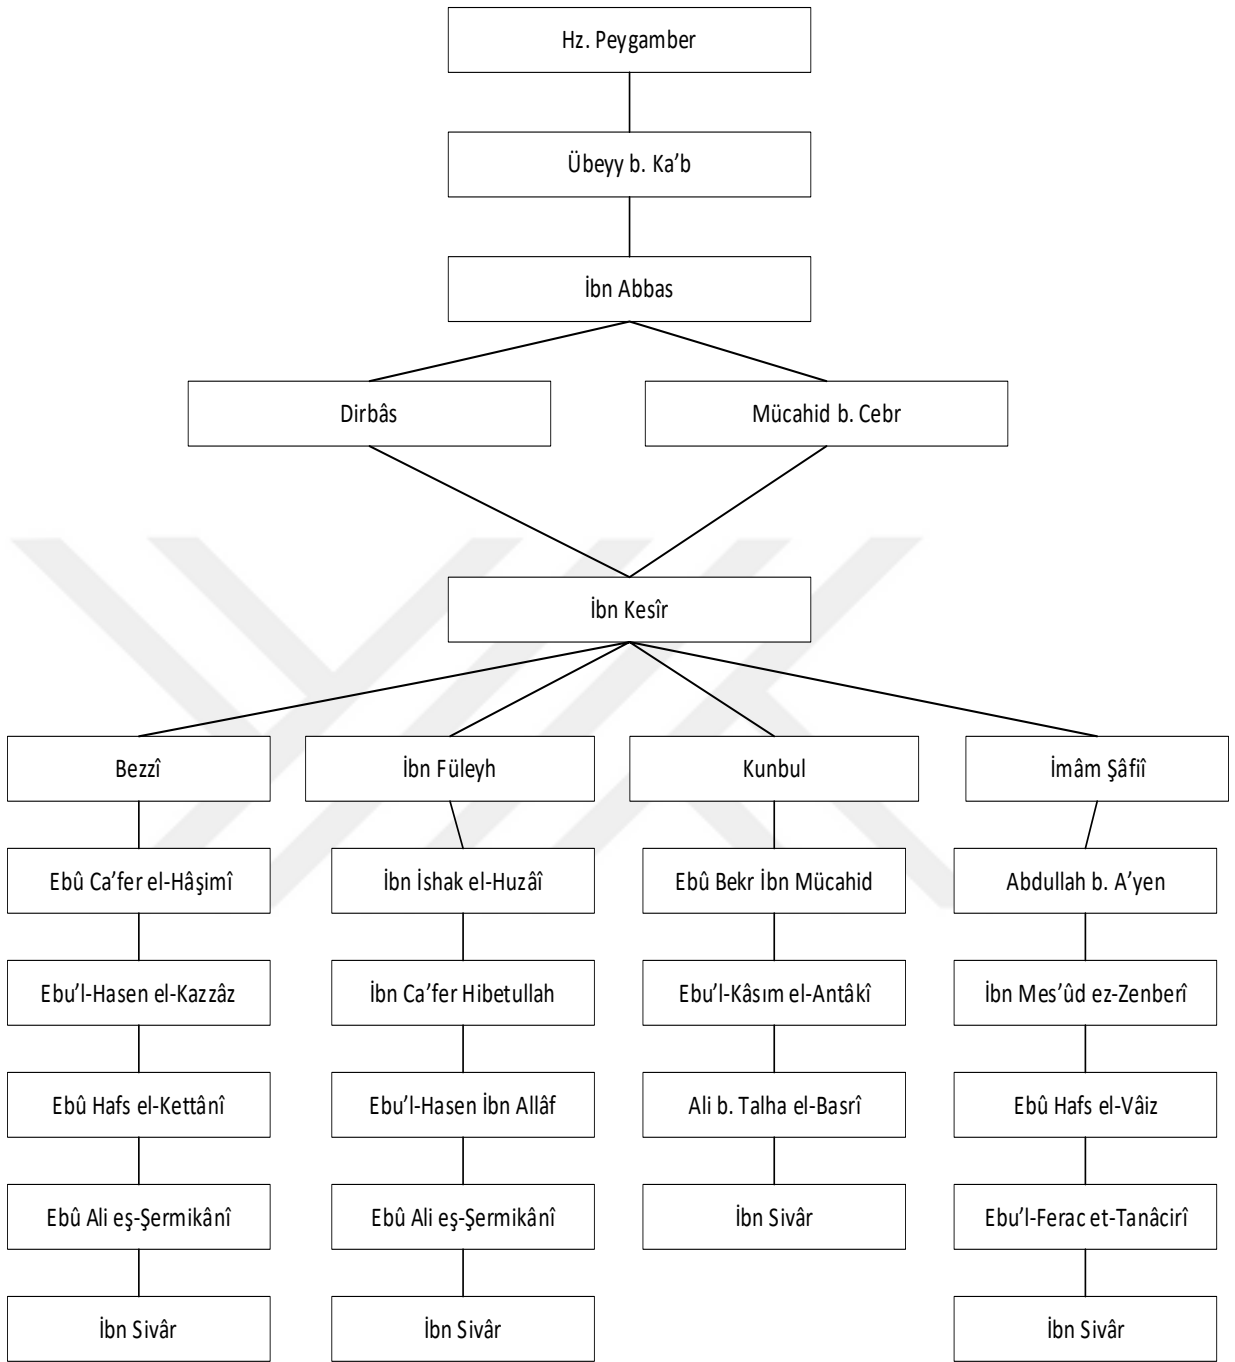 Hz. Peygamber
Übeyy b. Ka’b
İbn Abbas
Dirbâs
Mücahid b. Cebr
İbn Kesîr
Bezzî
İbn Füleyh
Kunbul
İmâm Şâfiî
Ebû Ca’fer el-Hâşimî
İbn İshak el-Huzâî
Ebû Bekr İbn Mücahid
Abdullah b. A’yen
Ebu’l-Hasen el-Kazzâz
İbn Ca’fer Hibetullah
Ebu’l-Kâsım el-Antâkî
İbn Mes’ûd ez-Zenberî
Ebû Hafs el-Kettânî
Ebu’l-Hasen İbn Allâf
Ali b. Talha el-Basrî
Ebû Hafs el-Vâiz
Ebû Ali eş-Şermikânî
Ebû Ali eş-Şermikânî
İbn Sivâr
Ebu’l-Ferac et-Tanâcirî
İbn Sivâr
İbn Sivâr
İbn Sivâr